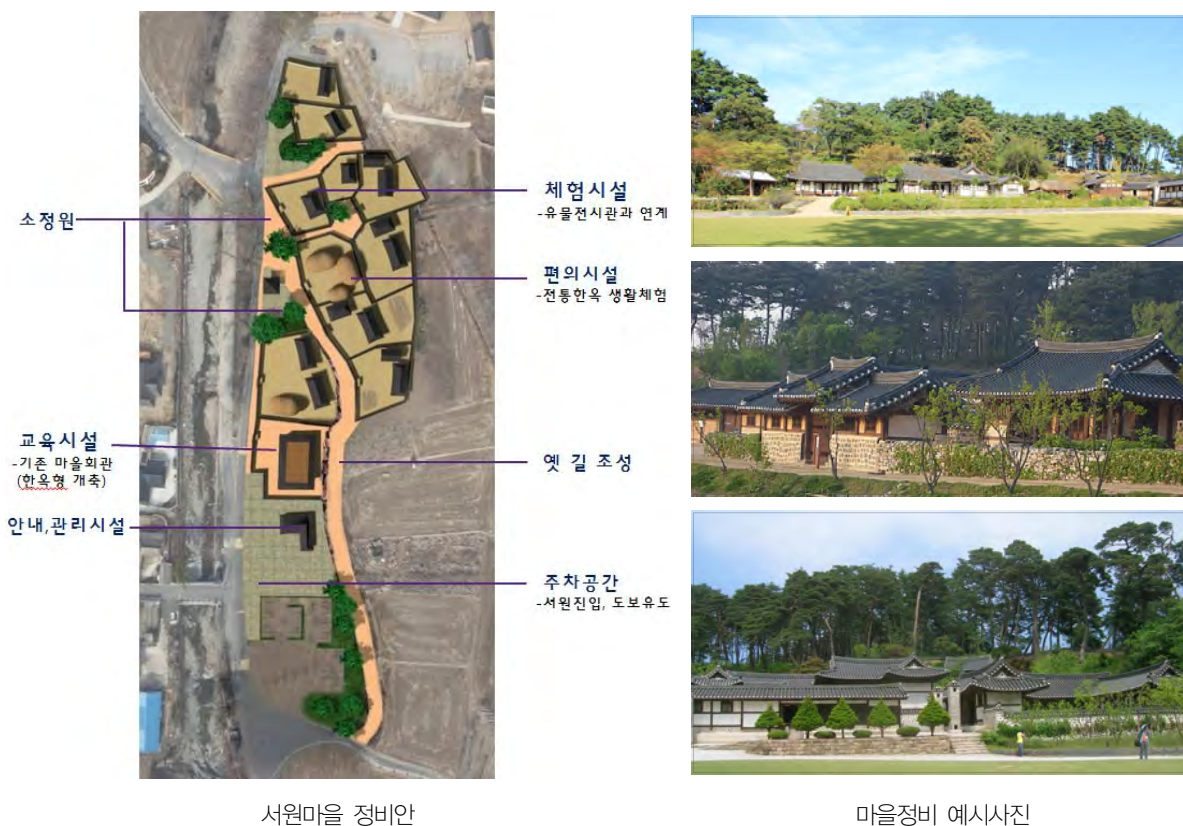 소정원
교육시설
-기존 마을회관
(한옥형 개축)
안내,관리시설
체험시설
-유물전시관과 연계
편의시설
-전통한옥 생활체험
옛 길 조성
주차공간
-서원진입, 도보유도
서원마을 정비안
마을정비 예시사진